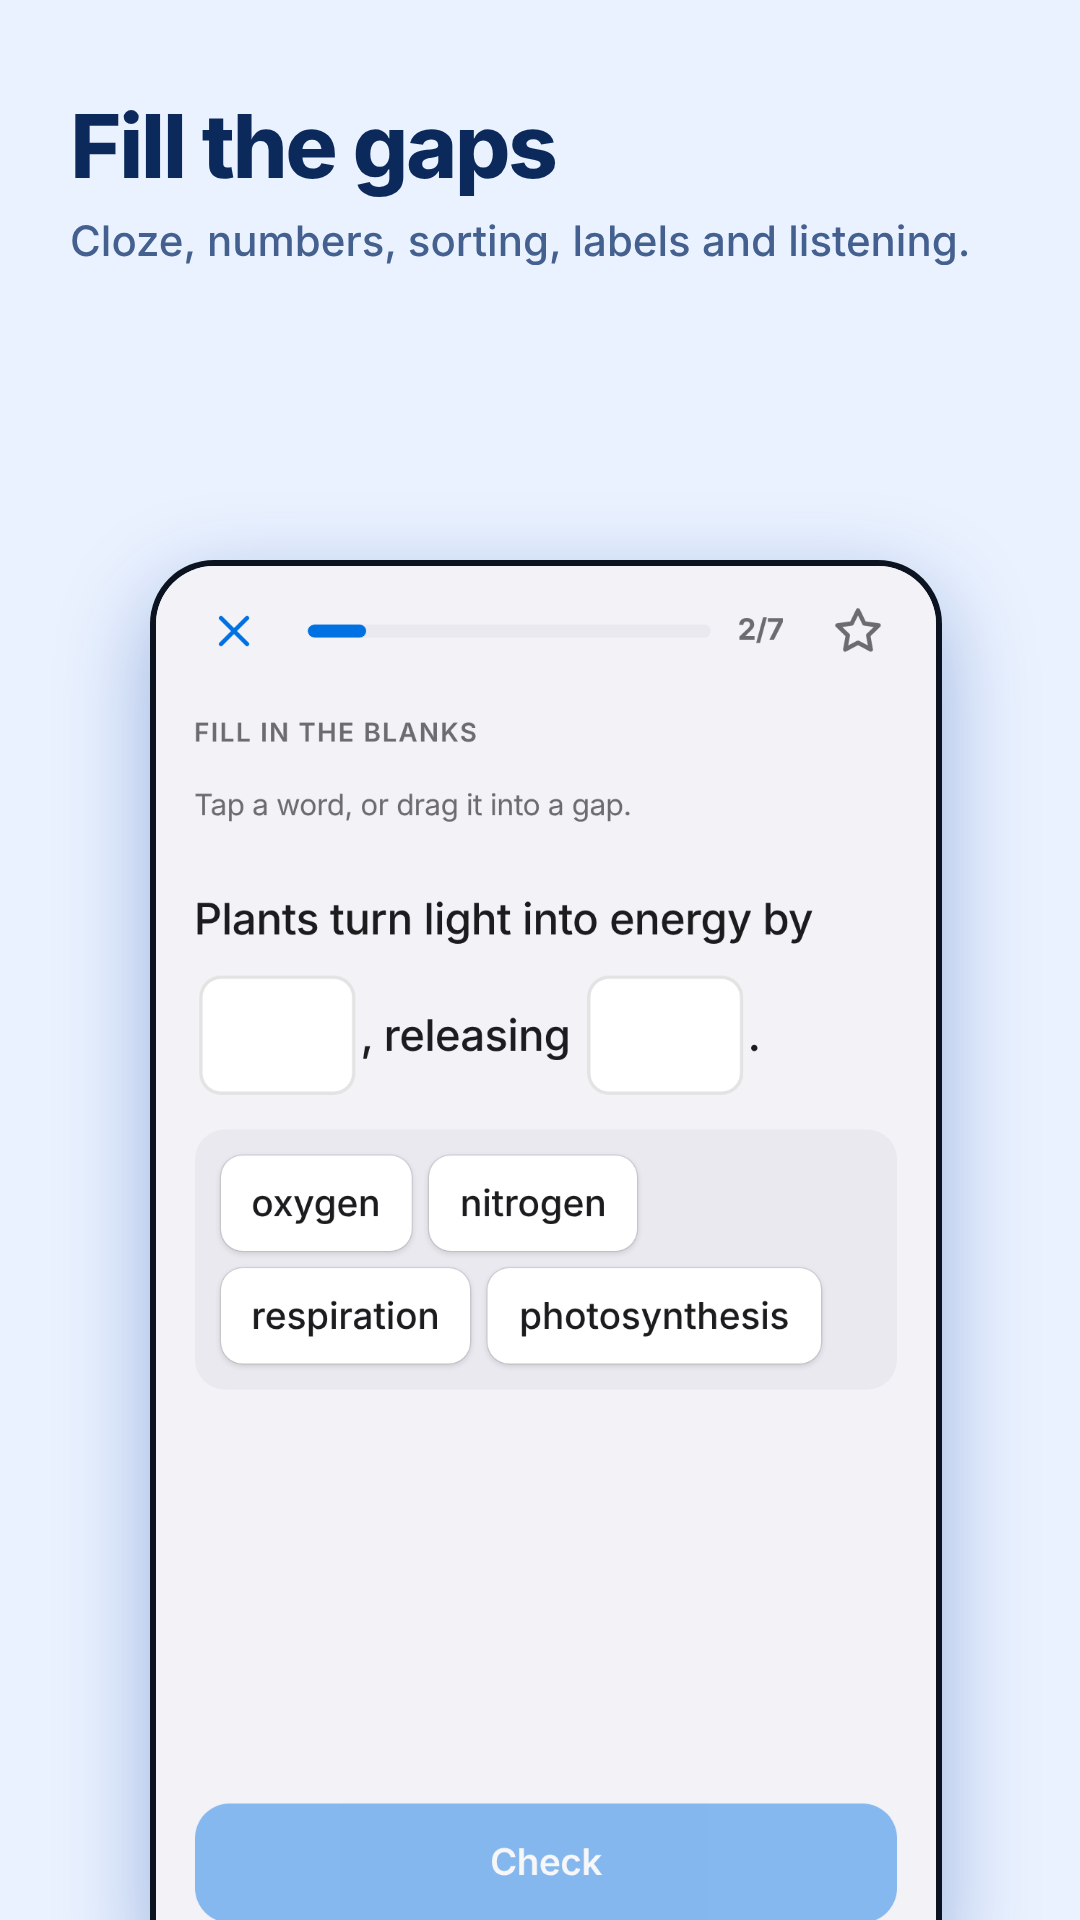 Fill the gaps
Cloze, numbers, sorting, labels and listening.
2/7
FILL IN THE BLANKS
Tap a word, or drag it into a gap.
Plants turn light into energy by
, releasing .
oxygen nitrogen
respiration photosynthesis
Check